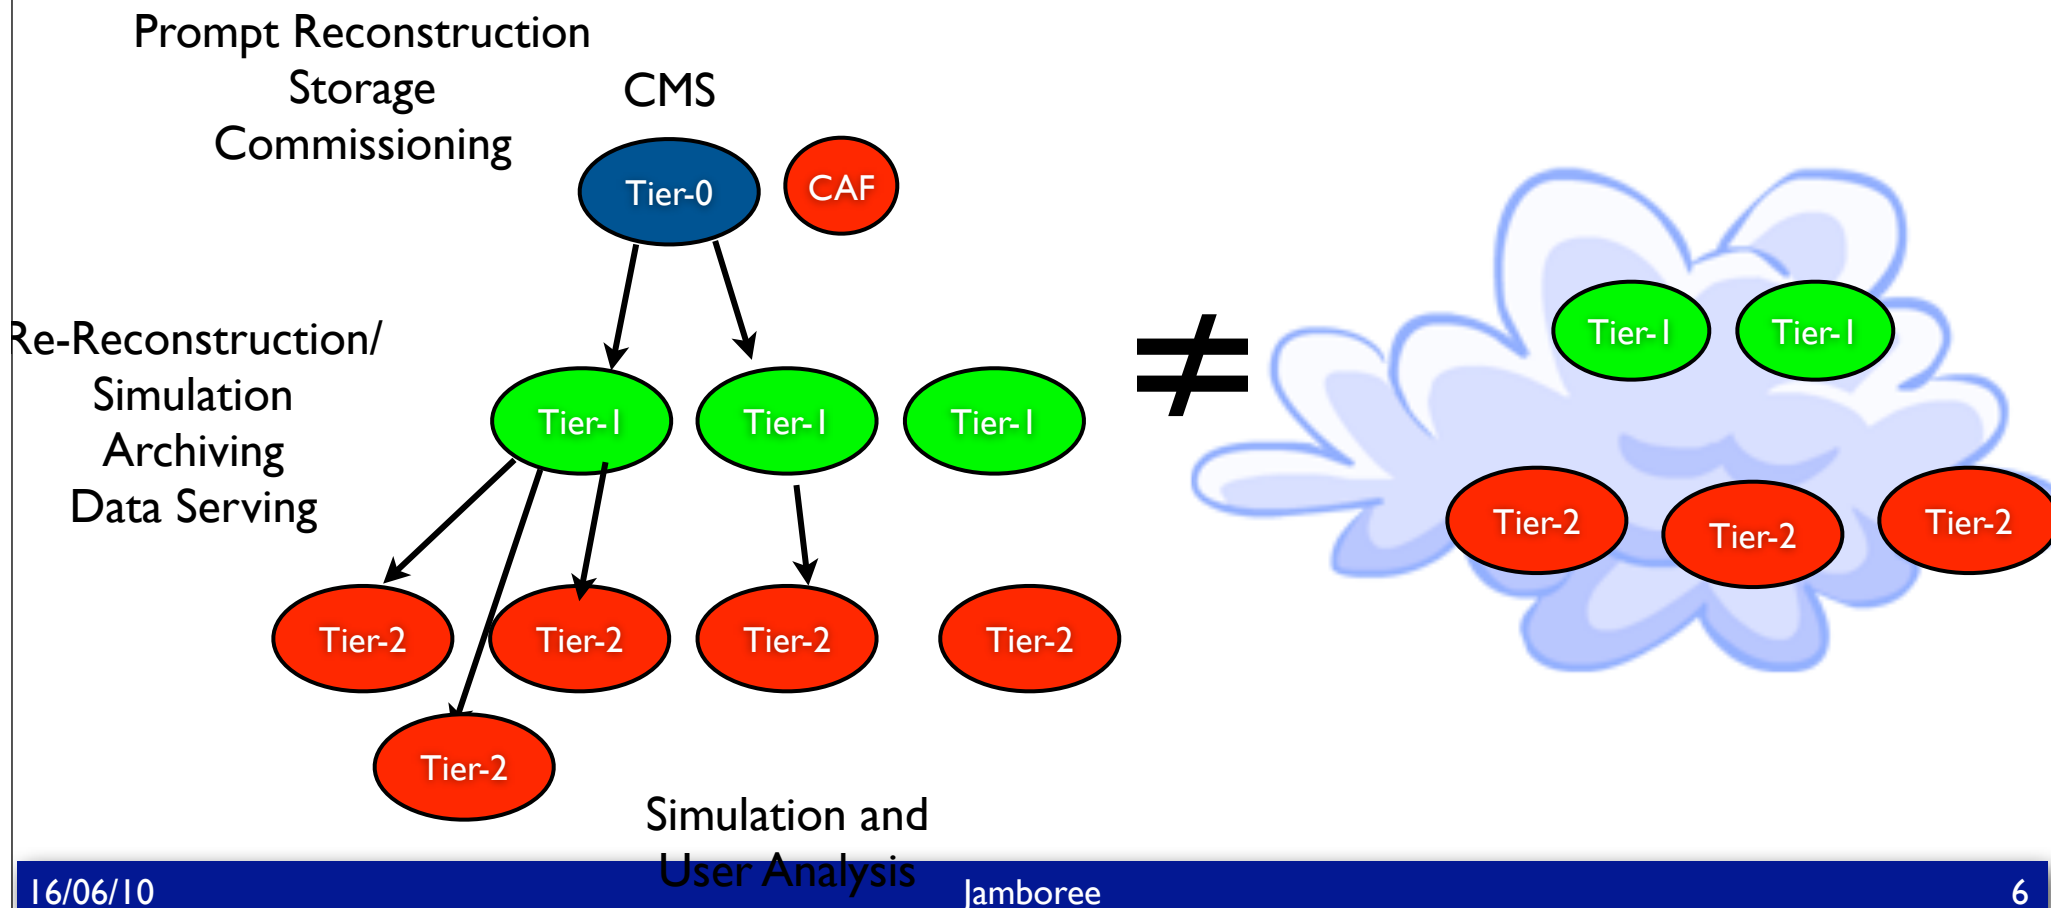 Prompt Reconstruction
Storage
Commissioning
CMS
Tier-0
CAF
Re-Reconstruction/
Simulation
Archiving
Data Serving
Tier-1
Tier-1
Tier-1
≠
Tier-1
Tier-1
Tier-2
Tier-2
Tier-2
Tier-2
Tier-2
Tier-2
Tier-2
Tier-2
Simulation and
User Analysis
16/06/10
Jamboree
6